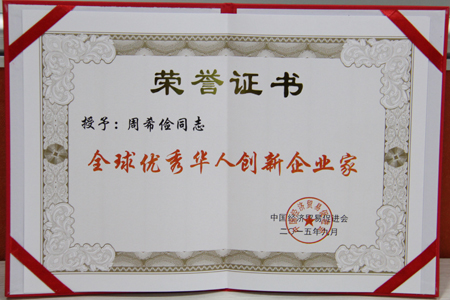 荣誉证书
授予：周希俭同志
全球优秀华人创新企业家
中国经济贸易促进会
二〇一五年九月